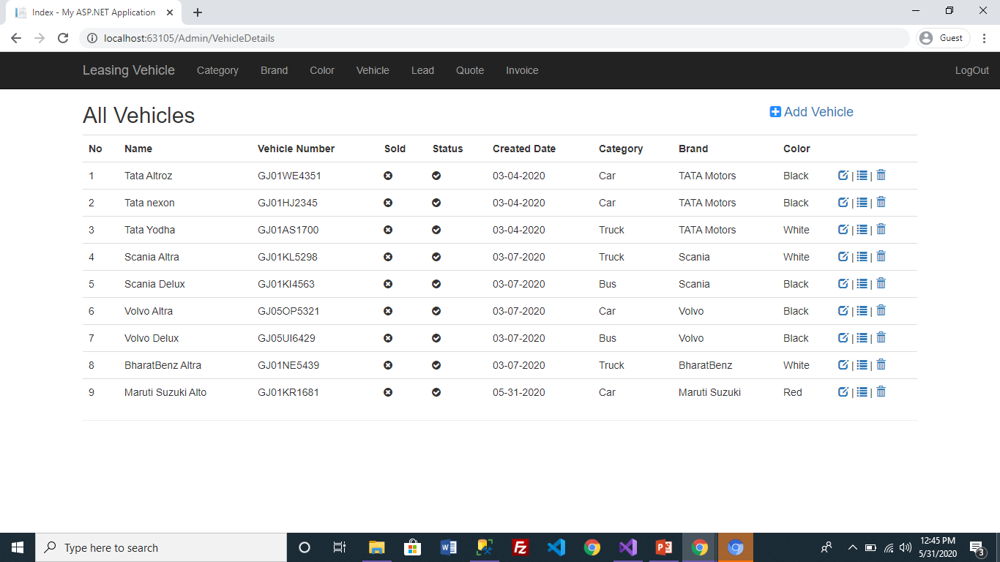 Index - My ASP.NET Application
localhost:63105/Admin/VehicleDetails
Guest
Leasing Vehicle Category Brand Color Vehicle Lead Quote Invoice LogOut
All Vehicles
Add Vehicle
No Name Vehicle Number Sold Status Created Date Category Brand Color
1 Tata Altroz GJ01WE4351 03-04-2020 Car TATA Motors Black | |
2 Tata nexon GJ01HJ2345 03-04-2020 Car TATA Motors Black | |
3 Tata Yodha GJ01AS1700 03-04-2020 Truck TATA Motors White | |
4 Scania Altra GJ01KL5298 03-07-2020 Truck Scania White | |
5 Scania Delux GJ01KI4563 03-07-2020 Bus Scania Black | |
6 Volvo Altra GJ05OP5321 03-07-2020 Car Volvo Black | |
7 Volvo Delux GJ05UI6429 03-07-2020 Bus Volvo Black | |
8 BharatBenz Altra GJ01NE5439 03-07-2020 Truck BharatBenz White | |
9 Maruti Suzuki Alto GJ01KR1681 05-31-2020 Car Maruti Suzuki Red | |
Type here to search
12:45 PM
5/31/2020
3